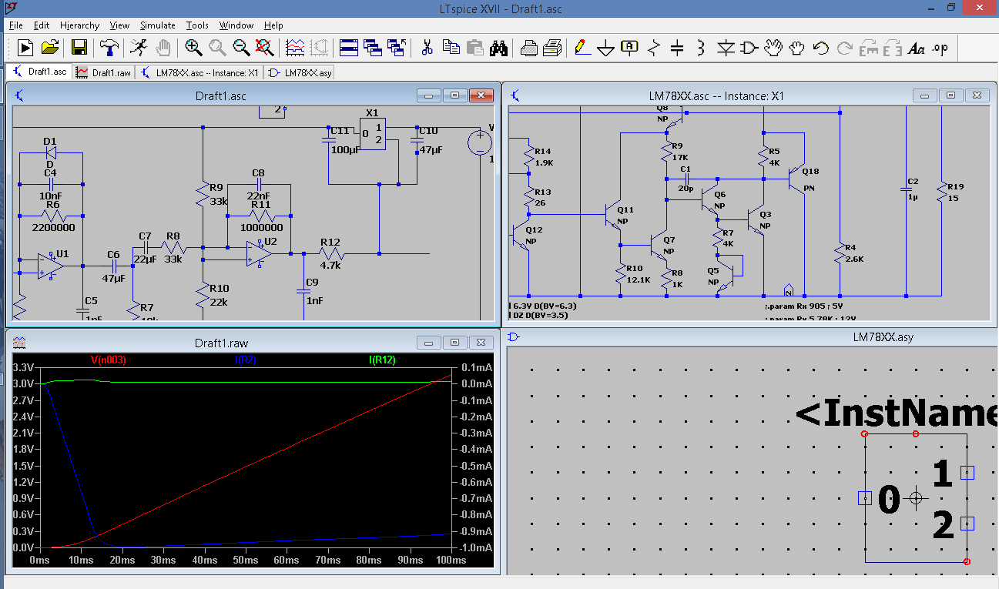 LTspice XVII - Draft1.asc
File Edit Hierarchy View Simulate Tools Window Help
Draft1.asc Draft1.raw LM78XX.asc -- Instance: X1 LM78XX.asy
Draft1.asc
2
X1
C11
0 1
2
C10
100µF
47µF
D1
D
C4
10nF
R6
2200000
R9
33k
C8
22nF
R11
1000000
U1
C6
47µF
C7
22µF
R8
33k
U2
R12
4.7k
C5
1nF
R7
R10
22k
C9
1nF
LM78XX.asc -- Instance: X1
Q8
NP
R14
1.9K
R9
17K
R5
4K
C1
20p
Q18
PN
R13
26
Q11
NP
Q6
NP
Q3
NP
C2
1µ
R19
15
Q12
NP
Q7
NP
R7
4K
R4
2.6K
R10
12.1K
R8
1K
Q5
NP
2
6.3V D(BV=6.3)
D2 D(BV=3.5)
;.param Rx 905 ; 5V
;.param Rx 5.78K ; 12V
Draft1.raw
V(n003) I(R2) I(R12)
3.3V 0.1mA
3.0V 0.0mA
2.7V -0.1mA
2.4V -0.2mA
2.1V -0.3mA
1.8V -0.4mA
1.5V -0.5mA
1.2V -0.6mA
0.9V -0.7mA
0.6V -0.8mA
0.3V -0.9mA
0.0V -1.0mA
0ms 10ms 20ms 30ms 40ms 50ms 60ms 70ms 80ms 90ms 100ms
LM78XX.asy
<InstName
1
0
2